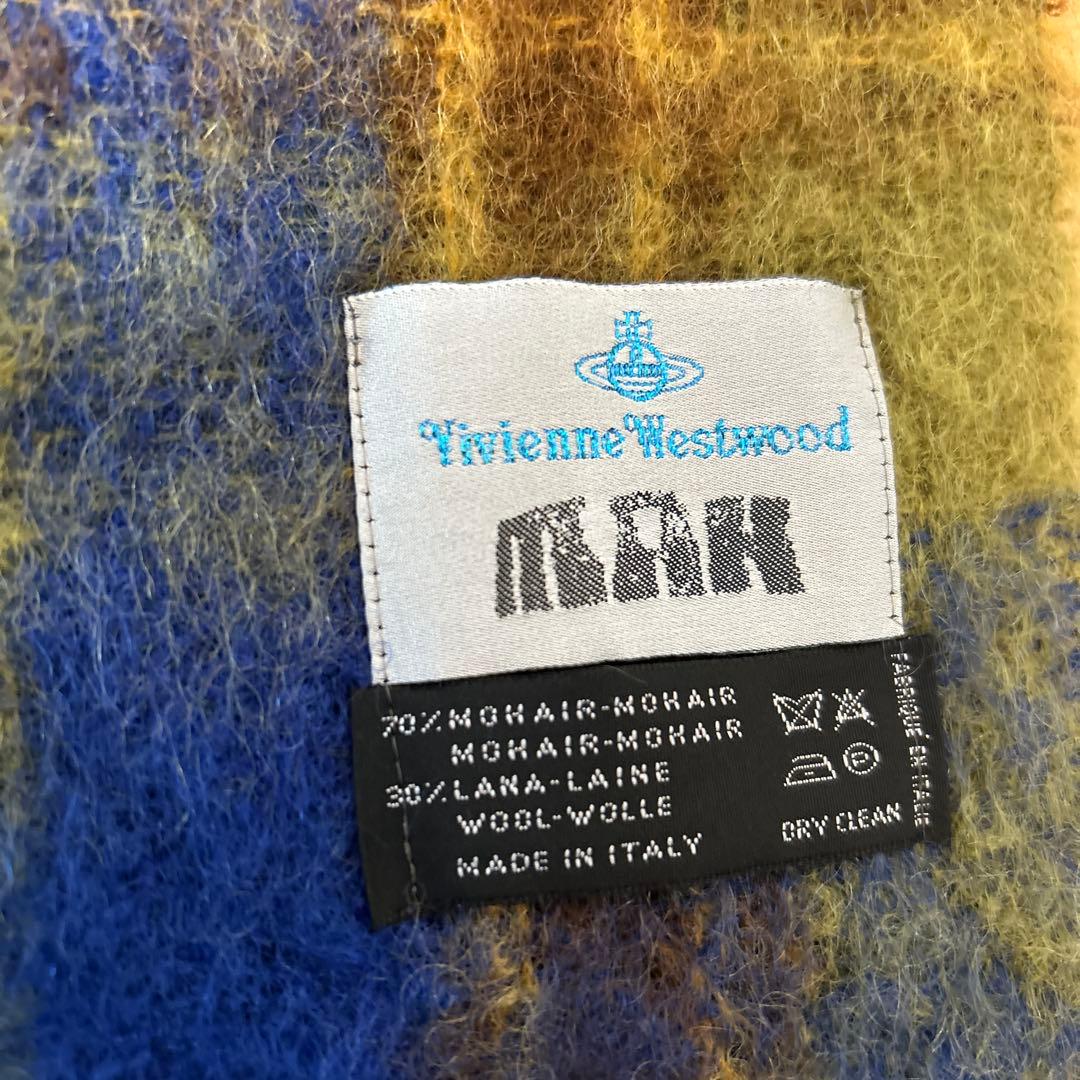 Vivienne Westwood
MAN
70% MOHAIR-MOHAIR
MOHAIR-MOHAIR
30% LANA-LAINE
WOOL-WOLLE
MADE IN ITALY
DRY CLEAN
FABRIQUÉ EN ITALIE